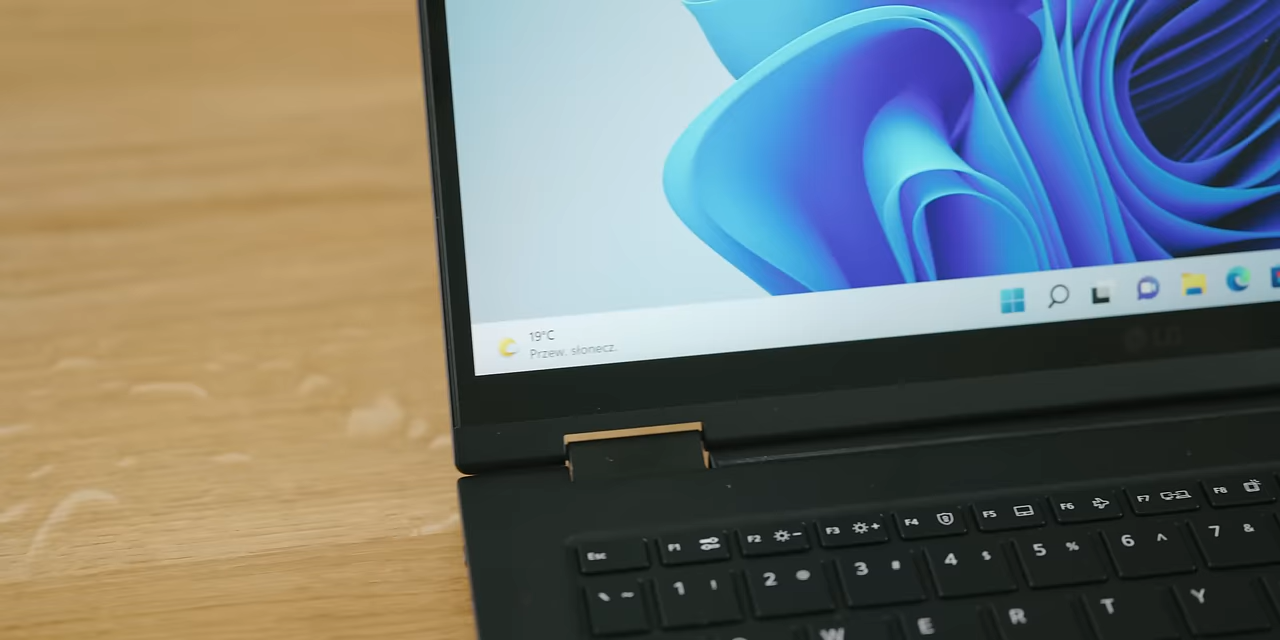 19°C
Przew. słonecz.
LG
Esc F1 F2 F3 F4 F5 F6 F7 F8
` ~ 1 ! 2 @ 3 # 4 $ 5 % 6 ^ 7 &
W E R T Y